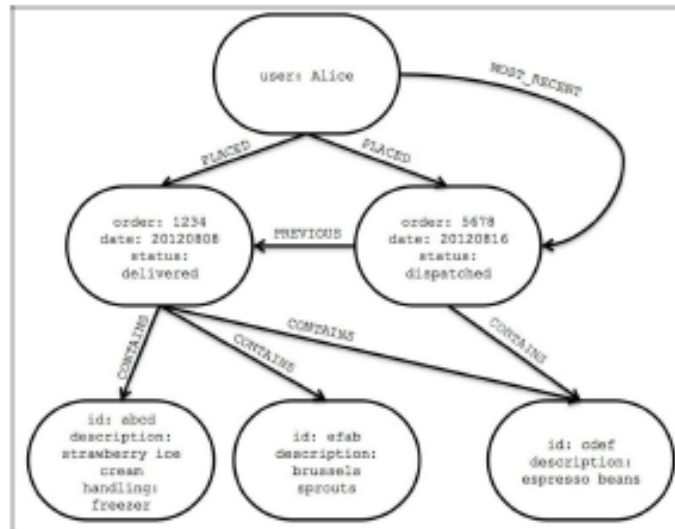 user: Alice
MOST_RECENT
PLACED
PLACED
order: 1234
date: 20120808
status:
delivered
PREVIOUS
order: 5678
date: 20120816
status:
dispatched
CONTAINS
CONTAINS
CONTAINS
CONTAINS
id: abcd
description:
strawberry ice
cream
handling:
freezer
id: efab
description:
brussels
sprouts
id: cdef
description:
espresso beans